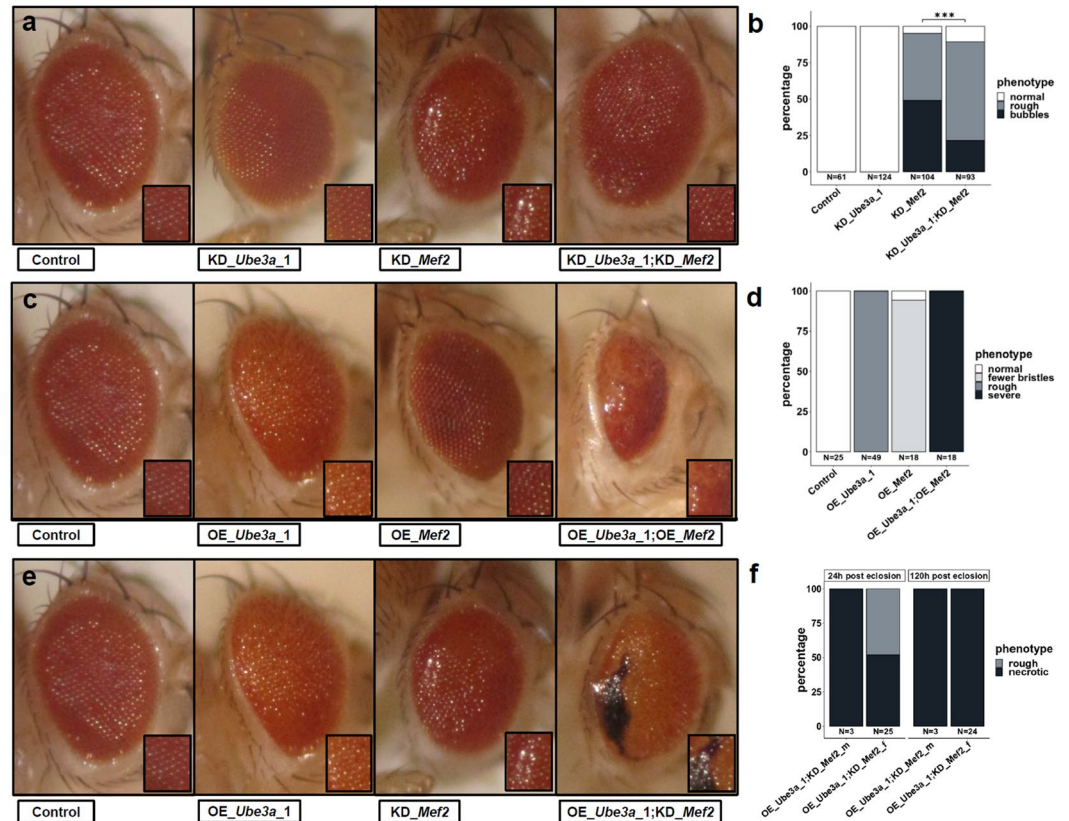 a
Control
KD_Ube3a_1
KD_Mef2
KD_Ube3a_1;KD_Mef2
b
percentage
100
75
50
25
0
N=61 N=124 N=104 N=93
***
Control
KD_Ube3a_1
KD_Mef2
KD_Ube3a_1;KD_Mef2
phenotype
normal
rough
bubbles
c
Control
OE_Ube3a_1
OE_Mef2
OE_Ube3a_1;OE_Mef2
d
percentage
100
75
50
25
0
N=25 N=49 N=18 N=18
Control
OE_Ube3a_1
OE_Mef2
OE_Ube3a_1;OE_Mef2
phenotype
normal
fewer bristles
rough
severe
e
Control
OE_Ube3a_1
KD_Mef2
OE_Ube3a_1;KD_Mef2
f
24h post eclosion 120h post eclosion
percentage
100
75
50
25
0
N=3 N=25 N=3 N=24
OE_Ube3a_1;KD_Mef2_m
OE_Ube3a_1;KD_Mef2_f
OE_Ube3a_1;KD_Mef2_m
OE_Ube3a_1;KD_Mef2_f
phenotype
rough
necrotic